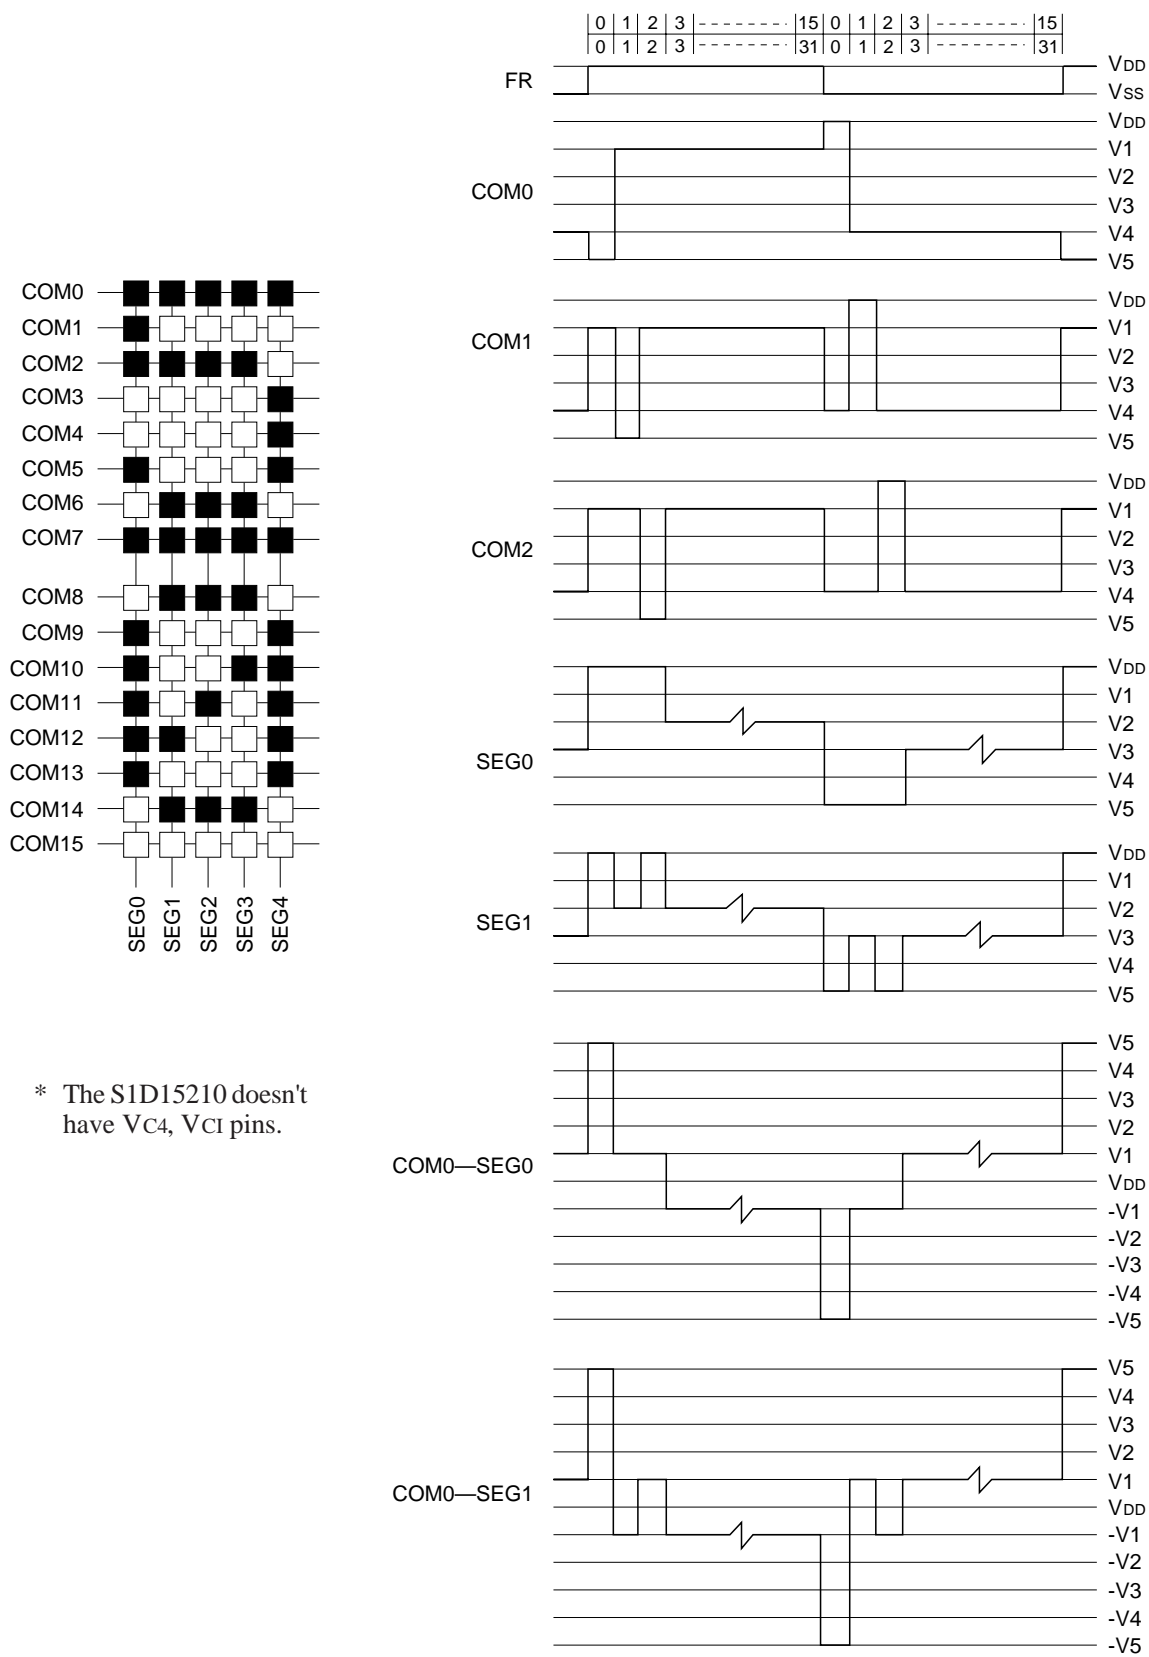 0 1 2 3 15 0 1 2 3 15
0 1 2 3 31 0 1 2 3 31
FR
VDD
VSS
COM0
VDD
V1
V2
V3
V4
V5
COM1
VDD
V1
V2
V3
V4
V5
COM2
VDD
V1
V2
V3
V4
V5
SEG0
VDD
V1
V2
V3
V4
V5
SEG1
VDD
V1
V2
V3
V4
V5
COM0—SEG0
V5
V4
V3
V2
V1
VDD
-V1
-V2
-V3
-V4
-V5
COM0—SEG1
V5
V4
V3
V2
V1
VDD
-V1
-V2
-V3
-V4
-V5
COM0
COM1
COM2
COM3
COM4
COM5
COM6
COM7
COM8
COM9
COM10
COM11
COM12
COM13
COM14
COM15
SEG0
SEG1
SEG2
SEG3
SEG4
* The S1D15210 doesn't
have VC4, VCI pins.